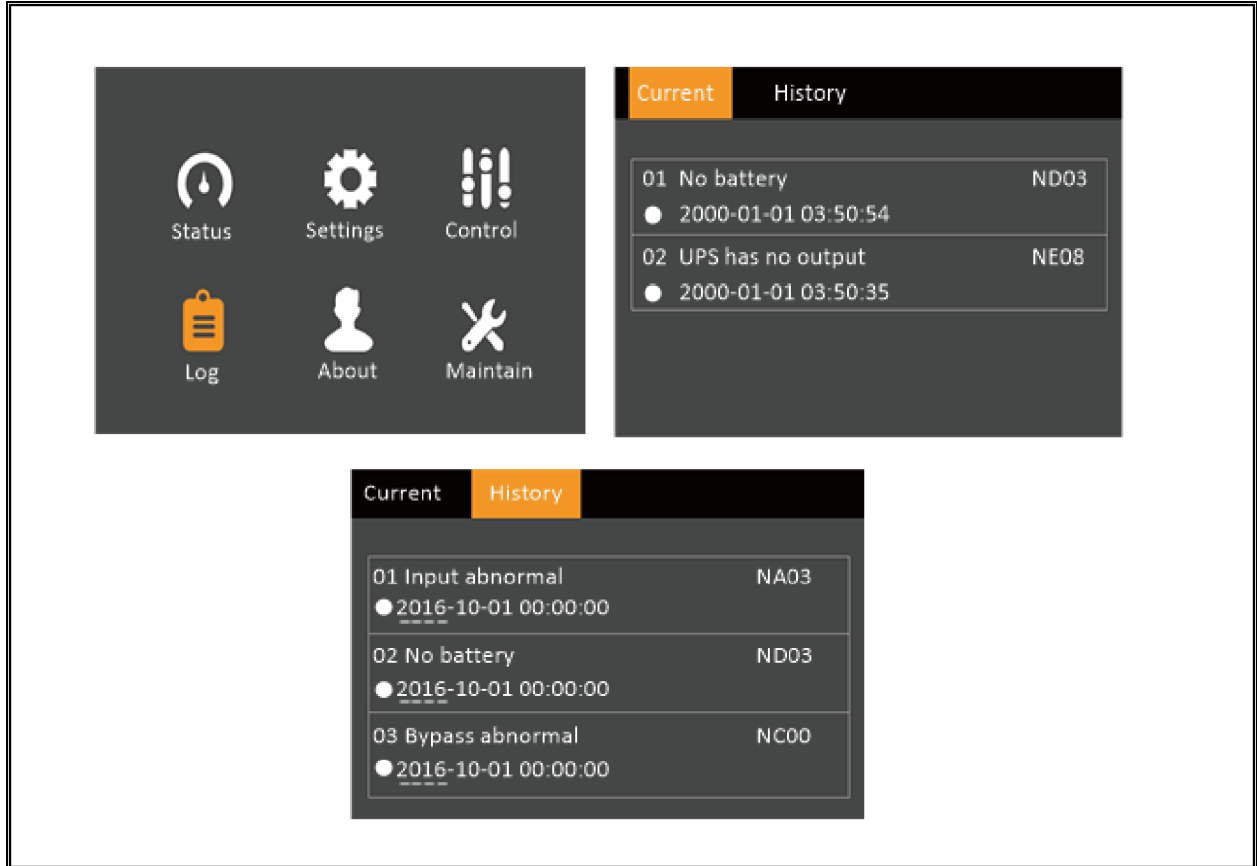 Status Settings Control
Log About Maintain
Current History
01 No battery ND03
2000-01-01 03:50:54
02 UPS has no output NE08
2000-01-01 03:50:35
Current History
01 Input abnormal NA03
2016-10-01 00:00:00
02 No battery ND03
2016-10-01 00:00:00
03 Bypass abnormal NC00
2016-10-01 00:00:00